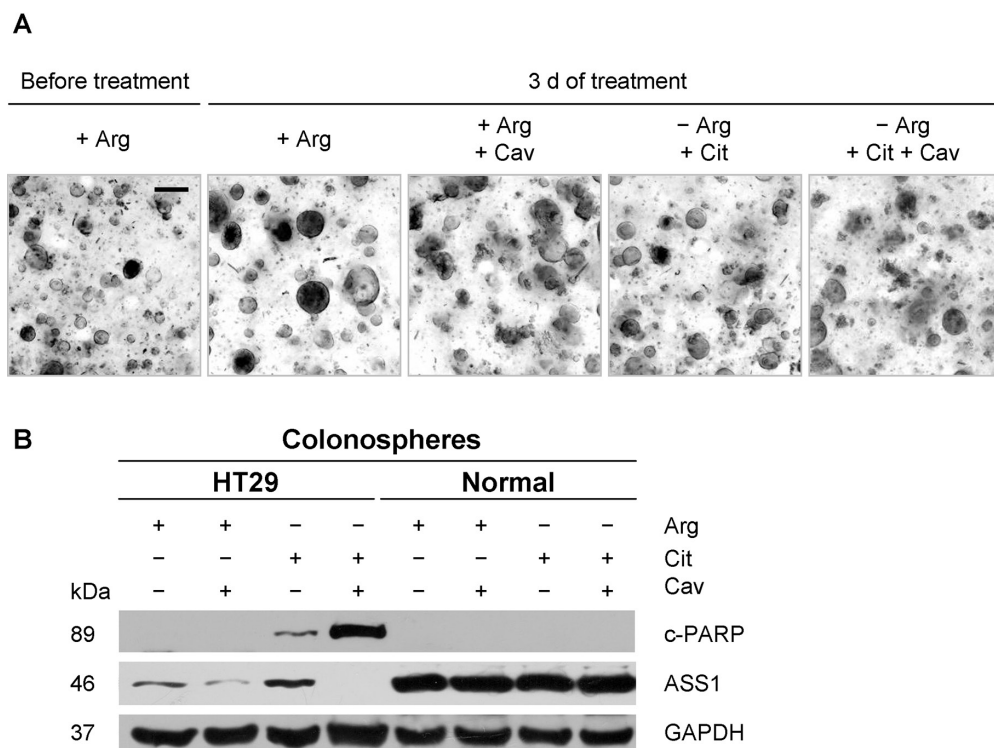 A
Before treatment
3 d of treatment
+ Arg
+ Arg
+ Arg
+ Cav
− Arg
+ Cit
− Arg
+ Cit + Cav
B
Colonospheres
HT29
Normal
+ + − − + + − − Arg
− − + + − − + + Cit
kDa − + − + − + − + Cav
89 c-PARP
46 ASS1
37 GAPDH